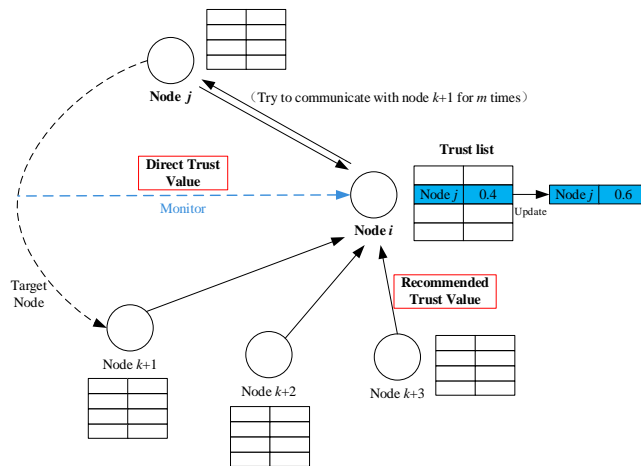 Node j
（Try to communicate with node k+1 for m times）
Direct Trust
Value
Monitor
Trust list
Node j 0.4
Update
Node j 0.6
Node i
Target
Node
Recommended
Trust Value
Node k+1
Node k+2
Node k+3